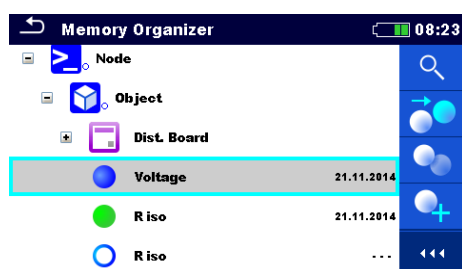 Memory Organizer 08:23
Node
Object
Dist. Board
Voltage 21.11.2014
R iso 21.11.2014
R iso - - -